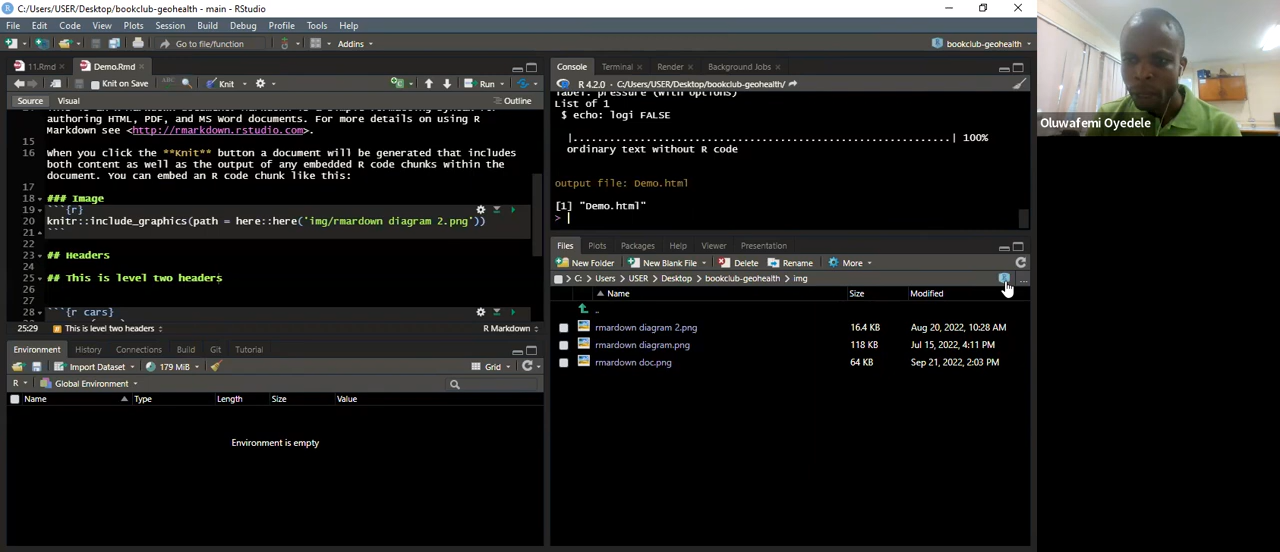 C:/Users/USER/Desktop/bookclub-geohealth - main - RStudio
File Edit Code View Plots Session Build Debug Profile Tools Help
Go to file/function Addins bookclub-geohealth
11.Rmd Demo.Rmd
Knit on Save Knit Run
Source Visual Outline
authoring HTML, PDF, and MS Word documents. For more details on using R
Markdown see <http://rmarkdown.rstudio.com>.
15
16 When you click the **Knit** button a document will be generated that includes
both content as well as the output of any embedded R code chunks within the
document. You can embed an R code chunk like this:
17
18 ### Image
19 ```{r}
20 knitr::include_graphics(path = here::here('img/rmardown diagram 2.png'))
21 ```
22
23 ## Headers
24
25 ## This is level two headers
26
27
28 ```{r cars}
25:29 This is level two headers R Markdown
Environment History Connections Build Git Tutorial
Import Dataset 179 MiB Grid
R Global Environment
Name Type Length Size Value
Environment is empty
Console Terminal Render Background Jobs
R 4.2.0 · C:/Users/USER/Desktop/bookclub-geohealth/
label: pressure (with options)
List of 1
$ echo: logi FALSE
|......................................................................| 100%
ordinary text without R code
output file: Demo.html
[1] "Demo.html"
>
Files Plots Packages Help Viewer Presentation
New Folder New Blank File Delete Rename More
C: > Users > USER > Desktop > bookclub-geohealth > img
Name Size Modified
..
rmardown diagram 2.png 16.4 KB Aug 20, 2022, 10:28 AM
rmardown diagram.png 118 KB Jul 15, 2022, 4:11 PM
rmardown doc.png 64 KB Sep 21, 2022, 2:03 PM
Oluwafemi Oyedele